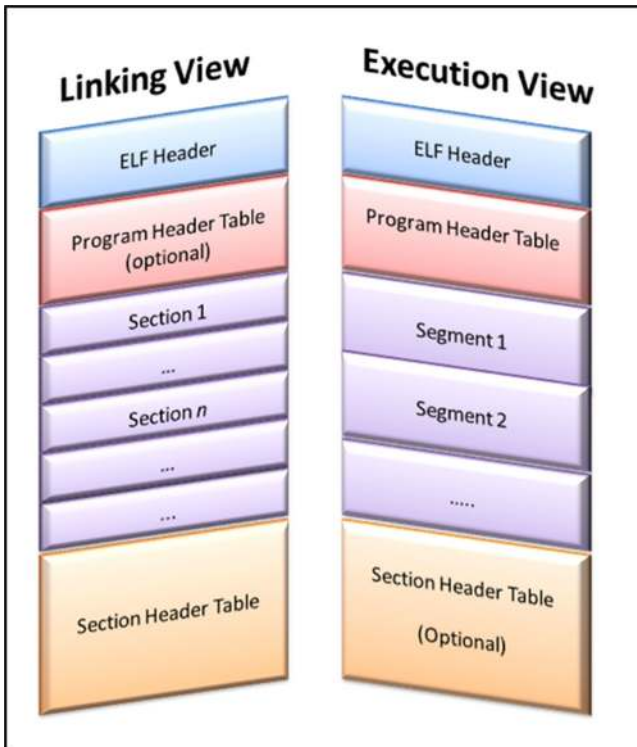 Linking View
ELF Header
Program Header Table
(optional)
Section 1
...
Section n
...
...
Section Header Table
Execution View
ELF Header
Program Header Table
Segment 1
Segment 2
.....
Section Header Table
(Optional)